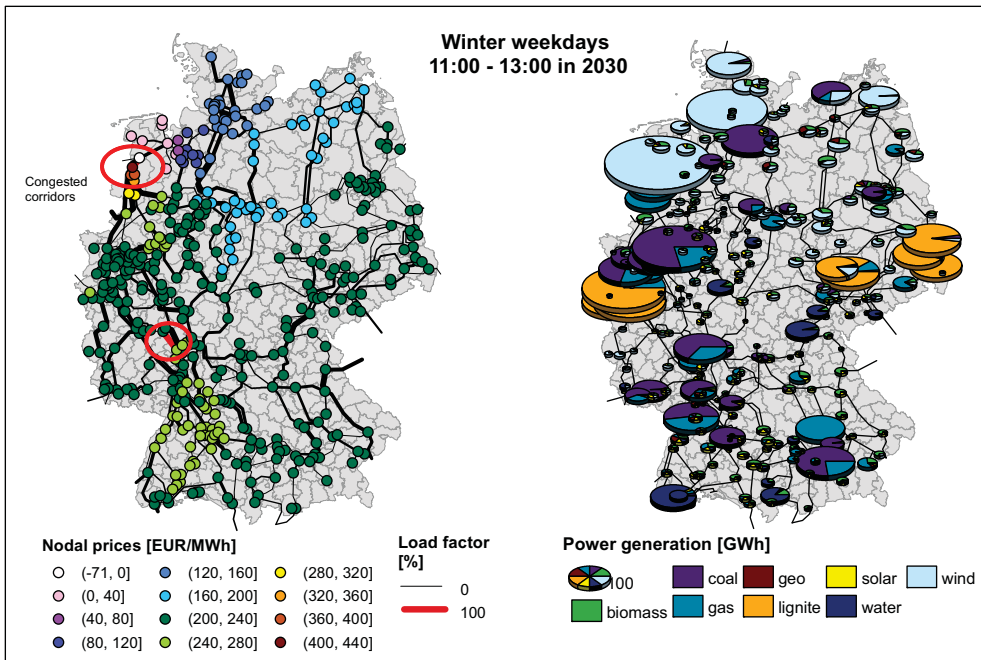 Winter weekdays
11:00 - 13:00 in 2030
Congested
corridors
Nodal prices [EUR/MWh]
(-71, 0]
(0, 40]
(40, 80]
(80, 120]
(120, 160]
(160, 200]
(200, 240]
(240, 280]
(280, 320]
(320, 360]
(360, 400]
(400, 440]
Load factor
[%]
0
100
Power generation [GWh]
100
biomass
coal
gas
geo
lignite
solar
water
wind